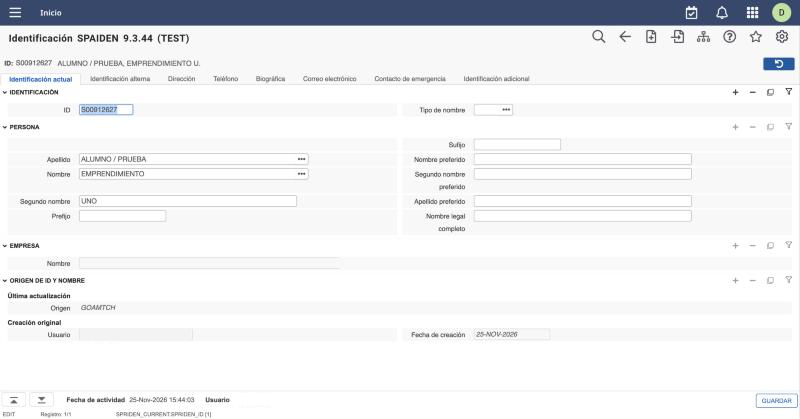 Inicio
D
Identificación SPAIDEN 9.3.44 (TEST)
ID: S00912627 ALUMNO / PRUEBA, EMPRENDIMIENTO U.
Identificación actual Identificación alterna Dirección Teléfono Biográfica Correo electrónico Contacto de emergencia Identificación adicional
IDENTIFICACIÓN
ID S00912627 Tipo de nombre
PERSONA
Sufijo
Apellido ALUMNO / PRUEBA Nombre preferido
Nombre EMPRENDIMIENTO Segundo nombre
preferido
Segundo nombre UNO Apellido preferido
Prefijo Nombre legal
completo
EMPRESA
Nombre
ORIGEN DE ID Y NOMBRE
Última actualización
Origen GOAMTCH
Creación original
Usuario Fecha de creación 25-NOV-2026
Fecha de actividad 25-Nov-2026 15:44:03 Usuario
GUARDAR
EDIT Registro: 1/1 SPRIDEN_CURRENT.SPRIDEN_ID [1]